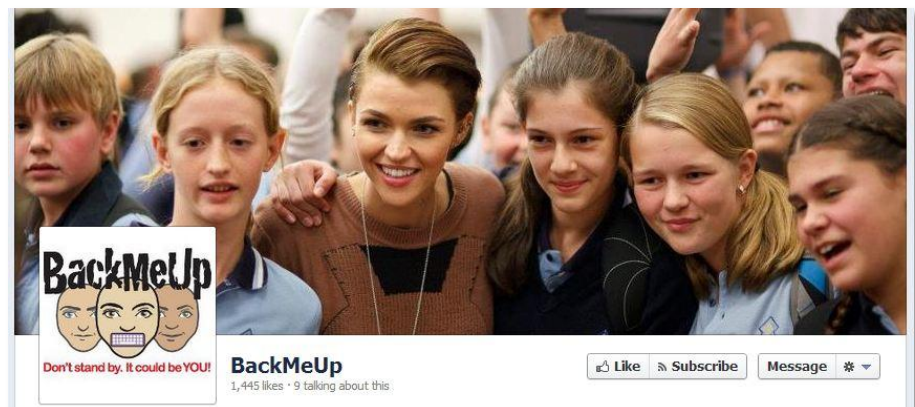 BackMeUp
Don't stand by. It could be YOU!
BackMeUp
1,445 likes · 9 talking about this
Like
Subscribe
Message